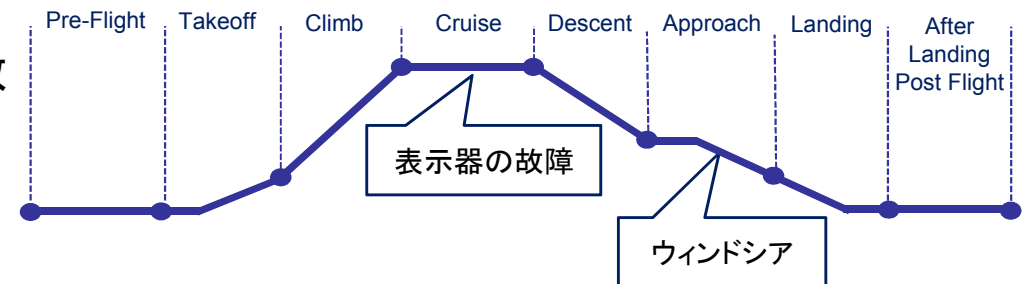 Pre-Flight
Takeoff
Climb
Cruise
Descent
Approach
Landing
After
Landing
Post Flight
表示器の故障
ウィンドシア